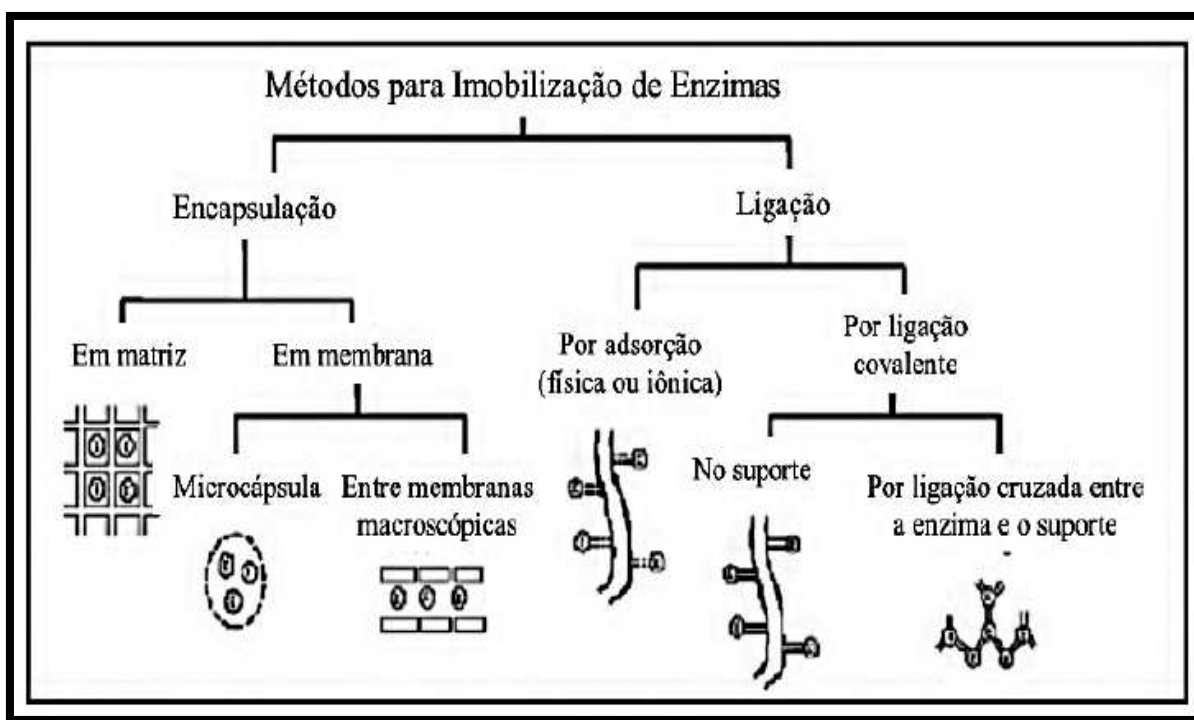 Métodos para Imobilização de Enzimas
Encapsulação
Ligação
Em matriz
Em membrana
Por adsorção
(física ou iônica)
Por ligação
covalente
Microcápsula
Entre membranas
macroscópicas
No suporte
Por ligação cruzada entre
a enzima e o suporte